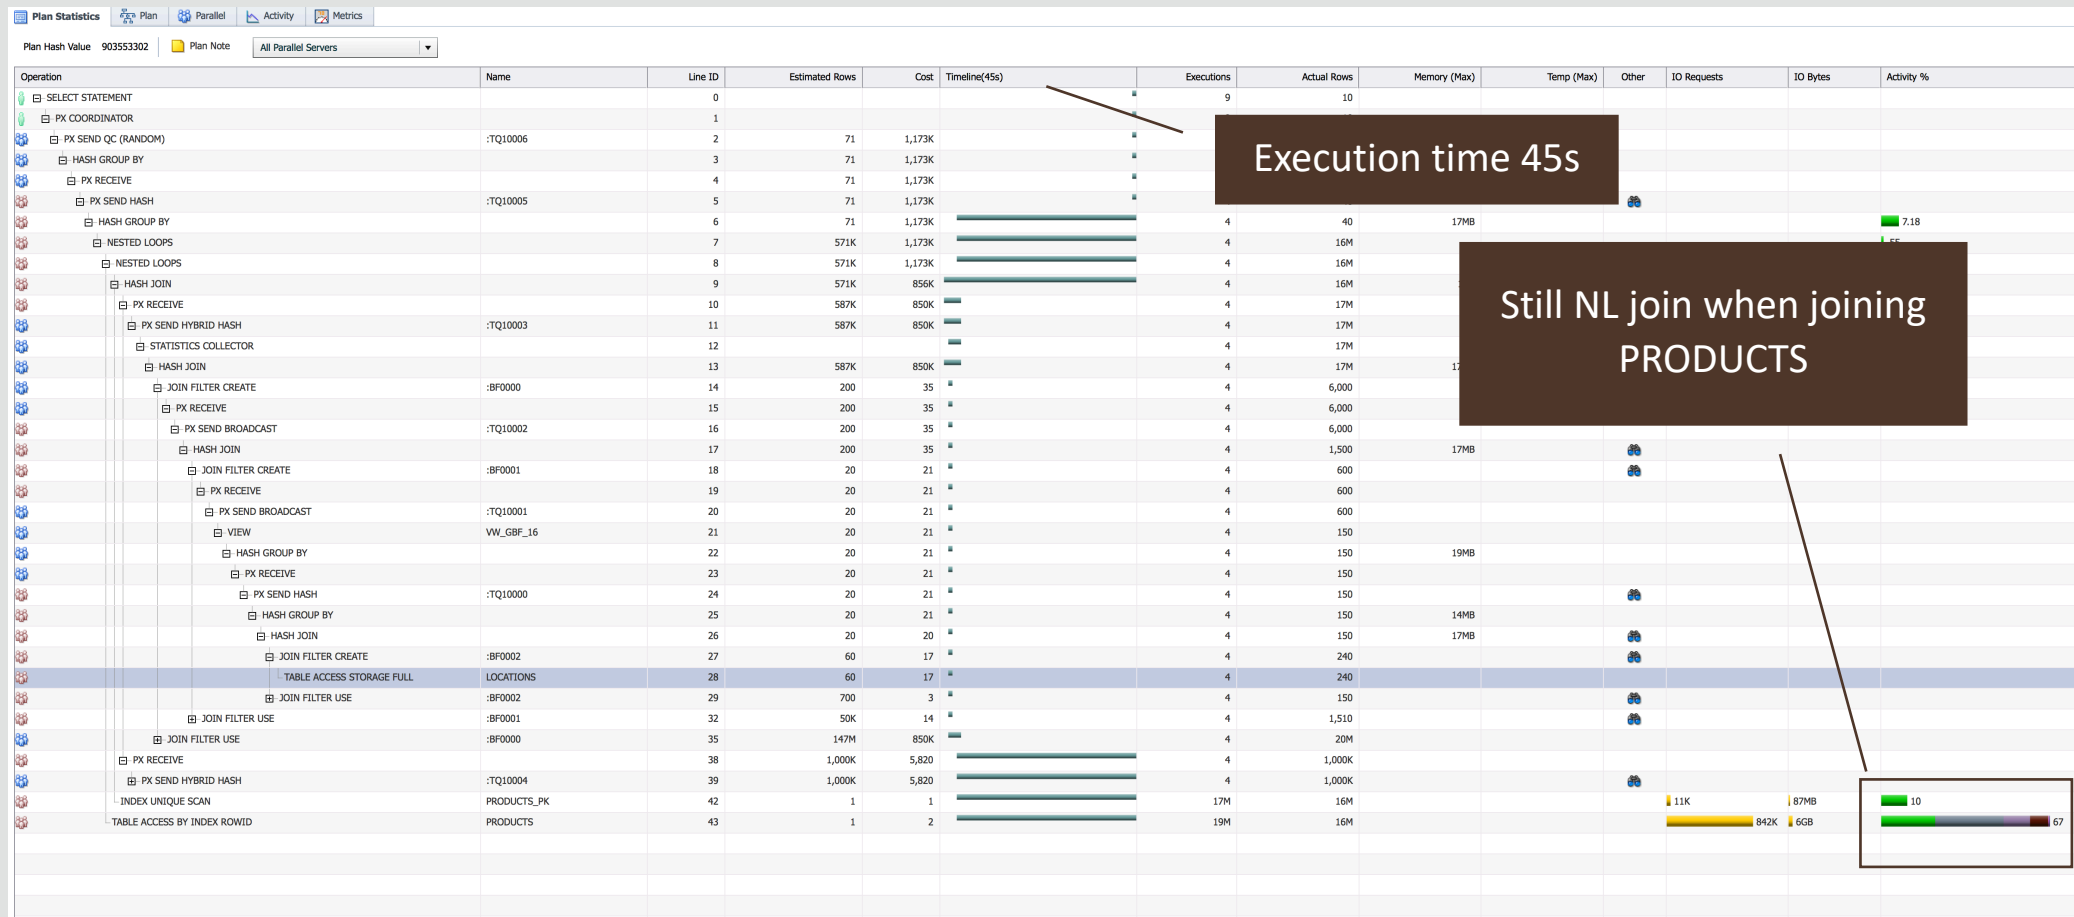 Plan Statistics Plan Parallel Activity Metrics
Plan Hash Value 903553302 Plan Note All Parallel Servers
Operation Name Line ID Estimated Rows Cost Timeline(45s) Executions Actual Rows Memory (Max) Temp (Max) Other IO Requests IO Bytes Activity %
SELECT STATEMENT 0 9 10
PX COORDINATOR 1
PX SEND QC (RANDOM) :TQ10006 2 71 1,173K
HASH GROUP BY 3 71 1,173K
Execution time 45s
PX RECEIVE 4 71 1,173K
PX SEND HASH :TQ10005 5 71 1,173K
HASH GROUP BY 6 71 1,173K 4 40 17MB 7.18
NESTED LOOPS 7 571K 1,173K 4 16M
NESTED LOOPS 8 571K 1,173K 4 16M
HASH JOIN 9 571K 856K 4 16M
PX RECEIVE 10 587K 850K 4 17M
Still NL join when joining
PRODUCTS
PX SEND HYBRID HASH :TQ10003 11 587K 850K 4 17M
STATISTICS COLLECTOR 12 4 17M
HASH JOIN 13 587K 850K 4 17M
JOIN FILTER CREATE :BF0000 14 200 35 4 6,000
PX RECEIVE 15 200 35 4 6,000
PX SEND BROADCAST :TQ10002 16 200 35 4 6,000
HASH JOIN 17 200 35 4 1,500 17MB
JOIN FILTER CREATE :BF0001 18 20 21 4 600
PX RECEIVE 19 20 21 4 600
PX SEND BROADCAST :TQ10001 20 20 21 4 600
VIEW VW_GBF_16 21 20 21 4 150
HASH GROUP BY 22 20 21 4 150 19MB
PX RECEIVE 23 20 21 4 150
PX SEND HASH :TQ10000 24 20 21 4 150
HASH GROUP BY 25 20 21 4 150 14MB
HASH JOIN 26 20 20 4 150 17MB
JOIN FILTER CREATE :BF0002 27 60 17 4 240
TABLE ACCESS STORAGE FULL LOCATIONS 28 60 17 4 240
JOIN FILTER USE :BF0002 29 700 3 4 150
JOIN FILTER USE :BF0001 32 50K 14 4 1,510
JOIN FILTER USE :BF0000 35 147M 850K 4 20M
PX RECEIVE 38 1,000K 5,820 4 1,000K
PX SEND HYBRID HASH :TQ10004 39 1,000K 5,820 4 1,000K
INDEX UNIQUE SCAN PRODUCTS_PK 42 1 1 17M 16M 11K 87MB 10
TABLE ACCESS BY INDEX ROWID PRODUCTS 43 1 2 19M 16M 842K 6GB 67